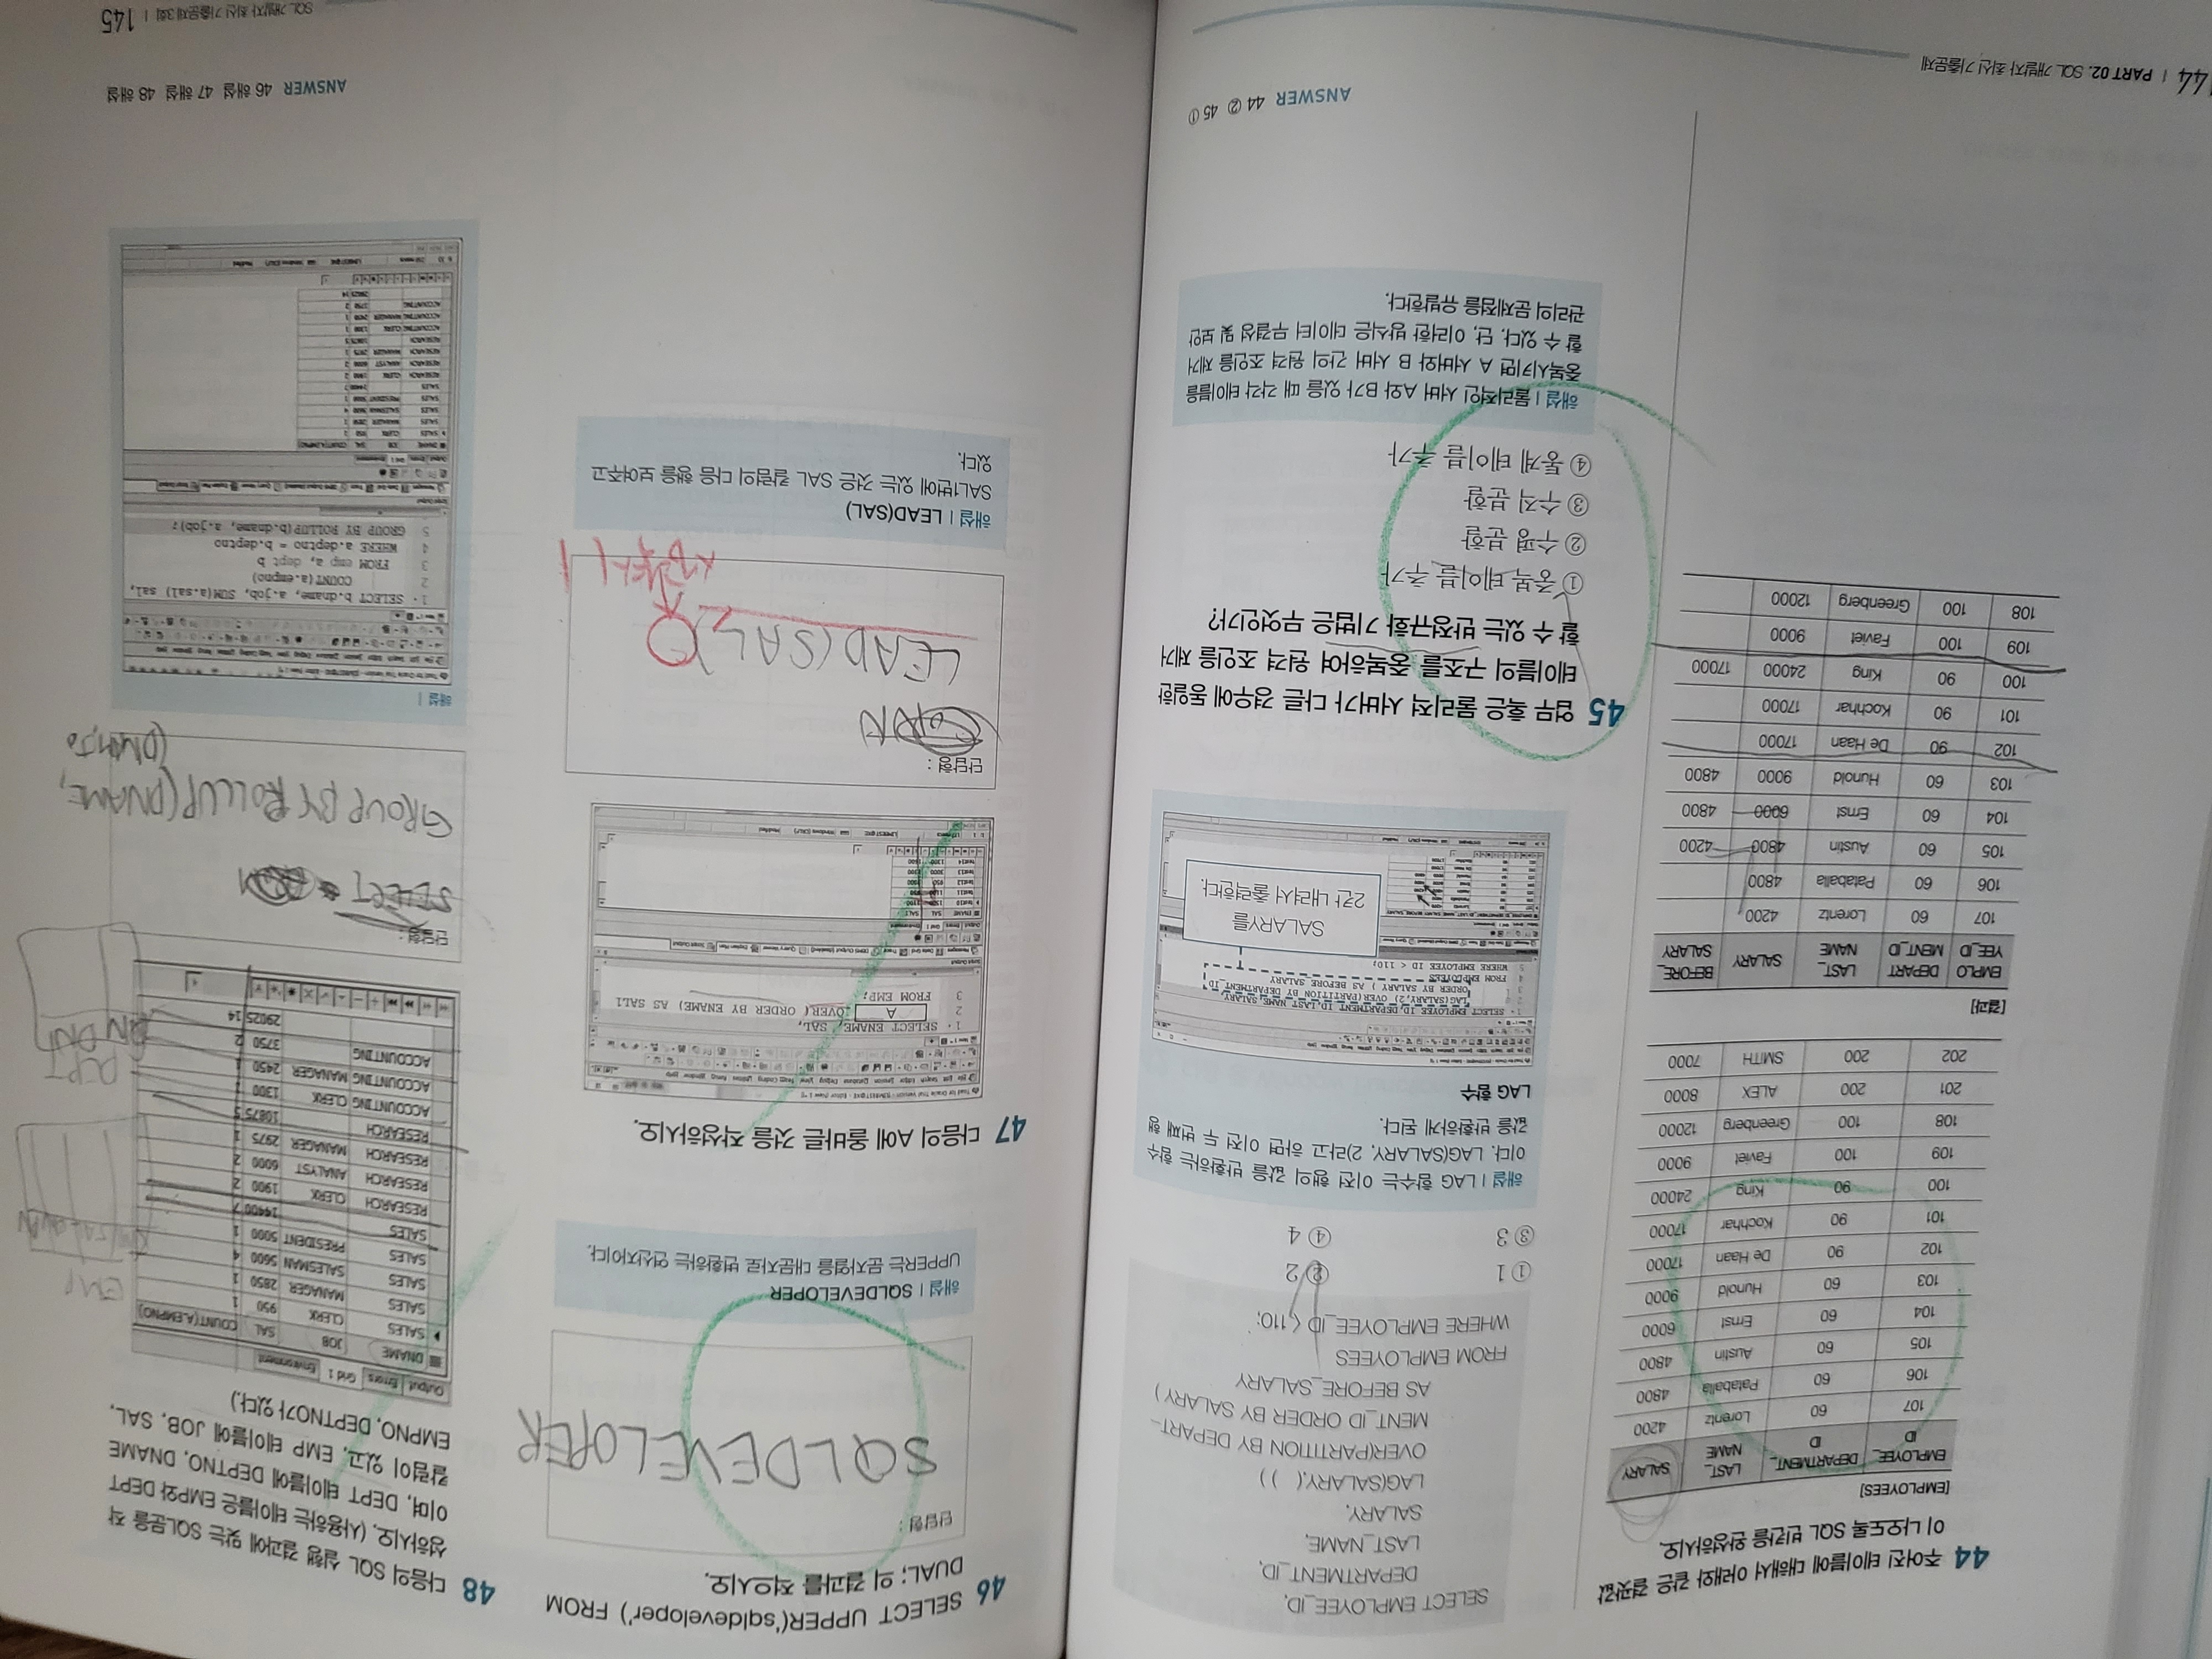 44 주어진 테이블에 대해서 아래와 같은 결괏값
이 나오도록 SQL 빈칸을 완성하시오.
[EMPLOYEES]
EMPLOYEE_ID DEPARTMENT_ID LAST_NAME SALARY
107 60 Lorentz 4200
106 60 Pataballa 4800
105 60 Austin 4800
104 60 Ernst 6000
103 60 Hunold 9000
102 90 De Haan 17000
101 90 Kochhar 17000
100 90 King 24000
109 100 Faviet 9000
108 100 Greenberg 12000
201 200 ALEX 8000
202 200 SMITH 7000
[결과]
EMPLOYEE_ID DEPARTMENT_ID LAST_NAME SALARY BEFORE_SALARY
107 60 Lorentz 4200
106 60 Pataballa 4800
105 60 Austin 4800 4200
104 60 Ernst 6000 4800
103 60 Hunold 9000 4800
102 90 De Haan 17000
101 90 Kochhar 17000
100 90 King 24000 17000
109 100 Faviet 9000
108 100 Greenberg 12000
SELECT EMPLOYEE_ID,
DEPARTMENT_ID,
LAST_NAME,
SALARY,
LAG(SALARY,( ))
OVER(PARTITION BY DEPART-
MENT_ID ORDER BY SALARY )
AS BEFORE_SALARY
FROM EMPLOYEES
WHERE EMPLOYEE_ID < 110;
① 1 ② 2
③ 3 ④ 4
해설 | LAG 함수는 이전 행의 값을 반환하는 함수
이다. LAG(SALARY, 2)라고 하면 이전 두 번째 행
값을 반환하게 된다.
LAG 함수
1 SELECT EMPLOYEE_ID,DEPARTMENT_ID,LAST_NAME,SALARY,
2 LAG(SALARY,2) OVER(PARTITION BY DEPARTMENT_ID
3 ORDER BY SALARY ) AS BEFORE_SALARY
4 FROM EMPLOYEES
5 WHERE EMPLOYEE ID < 110;
SALARY를
2칸 내려서 출력한다.
45 업무 혹은 물리적 서버가 다른 경우에 동일한
테이블의 구조를 중복하여 원격 조인을 제거
할 수 있는 반정규화 기법은 무엇인가?
① 중복 테이블 추가
② 수평 분할
③ 수직 분할
④ 통계 테이블 추가
해설 | 물리적인 서버 A와 B가 있을 때 각각 테이블을
중복시키면 A 서버와 B 서버 간의 원격 조인을 제거
할 수 있다. 단, 이러한 방식은 데이터 무결성 및 보안
관리의 문제점을 유발한다.
ANSWER 44 ② 45 ①
144 | PART 02. SQL 개발자 최신 기출문제
46 SELECT UPPER('sqldeveloper') FROM
DUAL; 의 결과를 적으시오.
단답형 :
SQLDEVELOPER
해설 | SQLDEVELOPER
UPPER는 문자열을 대문자로 변환하는 연산자이다.
47 다음의 A에 올바른 것을 작성하시오.
1 SELECT ENAME, SAL,
2 A OVER( ORDER BY ENAME) AS SAL1
3 FROM EMP;
단답형 :
LEAD(SAL)
생략시 1
해설 | LEAD(SAL)
SAL1번에 있는 것은 SAL 칼럼의 다음 행을 보여주고
있다.
48 다음의 SQL 실행 결과에 맞는 SQL문을 작
성하시오. (사용하는 테이블은 EMP와 DEPT
이며, DEPT 테이블에 DEPTNO, DNAME
칼럼이 있고, EMP 테이블에 JOB, SAL,
EMPNO, DEPTNO가 있다.)
Output Errors Grid 1 Environment
DNAME JOB SAL COUNT(A.EMPNO)
SALES CLERK 950 1
SALES MANAGER 2850 1
SALES SALESMAN 5600 4
SALES PRESIDENT 5000 1
SALES 14400 7
RESEARCH CLERK 1900 2
RESEARCH ANALYST 6000 2
RESEARCH MANAGER 2975 1
RESEARCH 10875 5
ACCOUNTING CLERK 1300 1
ACCOUNTING MANAGER 2450 1
ACCOUNTING 3750 2
29025 14
EMP
DEPT
단답형 :
SELECT
GROUP BY ROLLUP(DNAME,
해설 |
1 SELECT b.dname, a.job, SUM(a.sal) sal,
2 COUNT(a.empno)
3 FROM emp a, dept b
4 WHERE a.deptno = b.deptno
5 GROUP BY ROLLUP(b.dname, a.job);
ANSWER 46 해설 47 해설 48 해설
SQL 개발자 최신 기출문제 3회 | 145